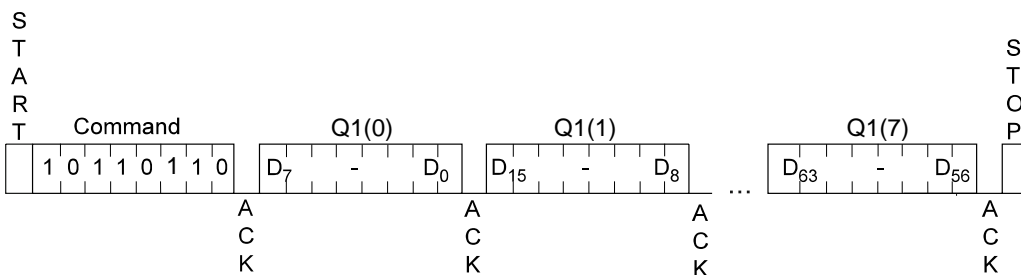 START
Command
Q1(0)
Q1(1)
Q1(7)
STOP
1 0 1 1 0 1 1 0
D7 - D0
D15 - D8
...
D63 - D56
ACK
ACK
ACK
ACK